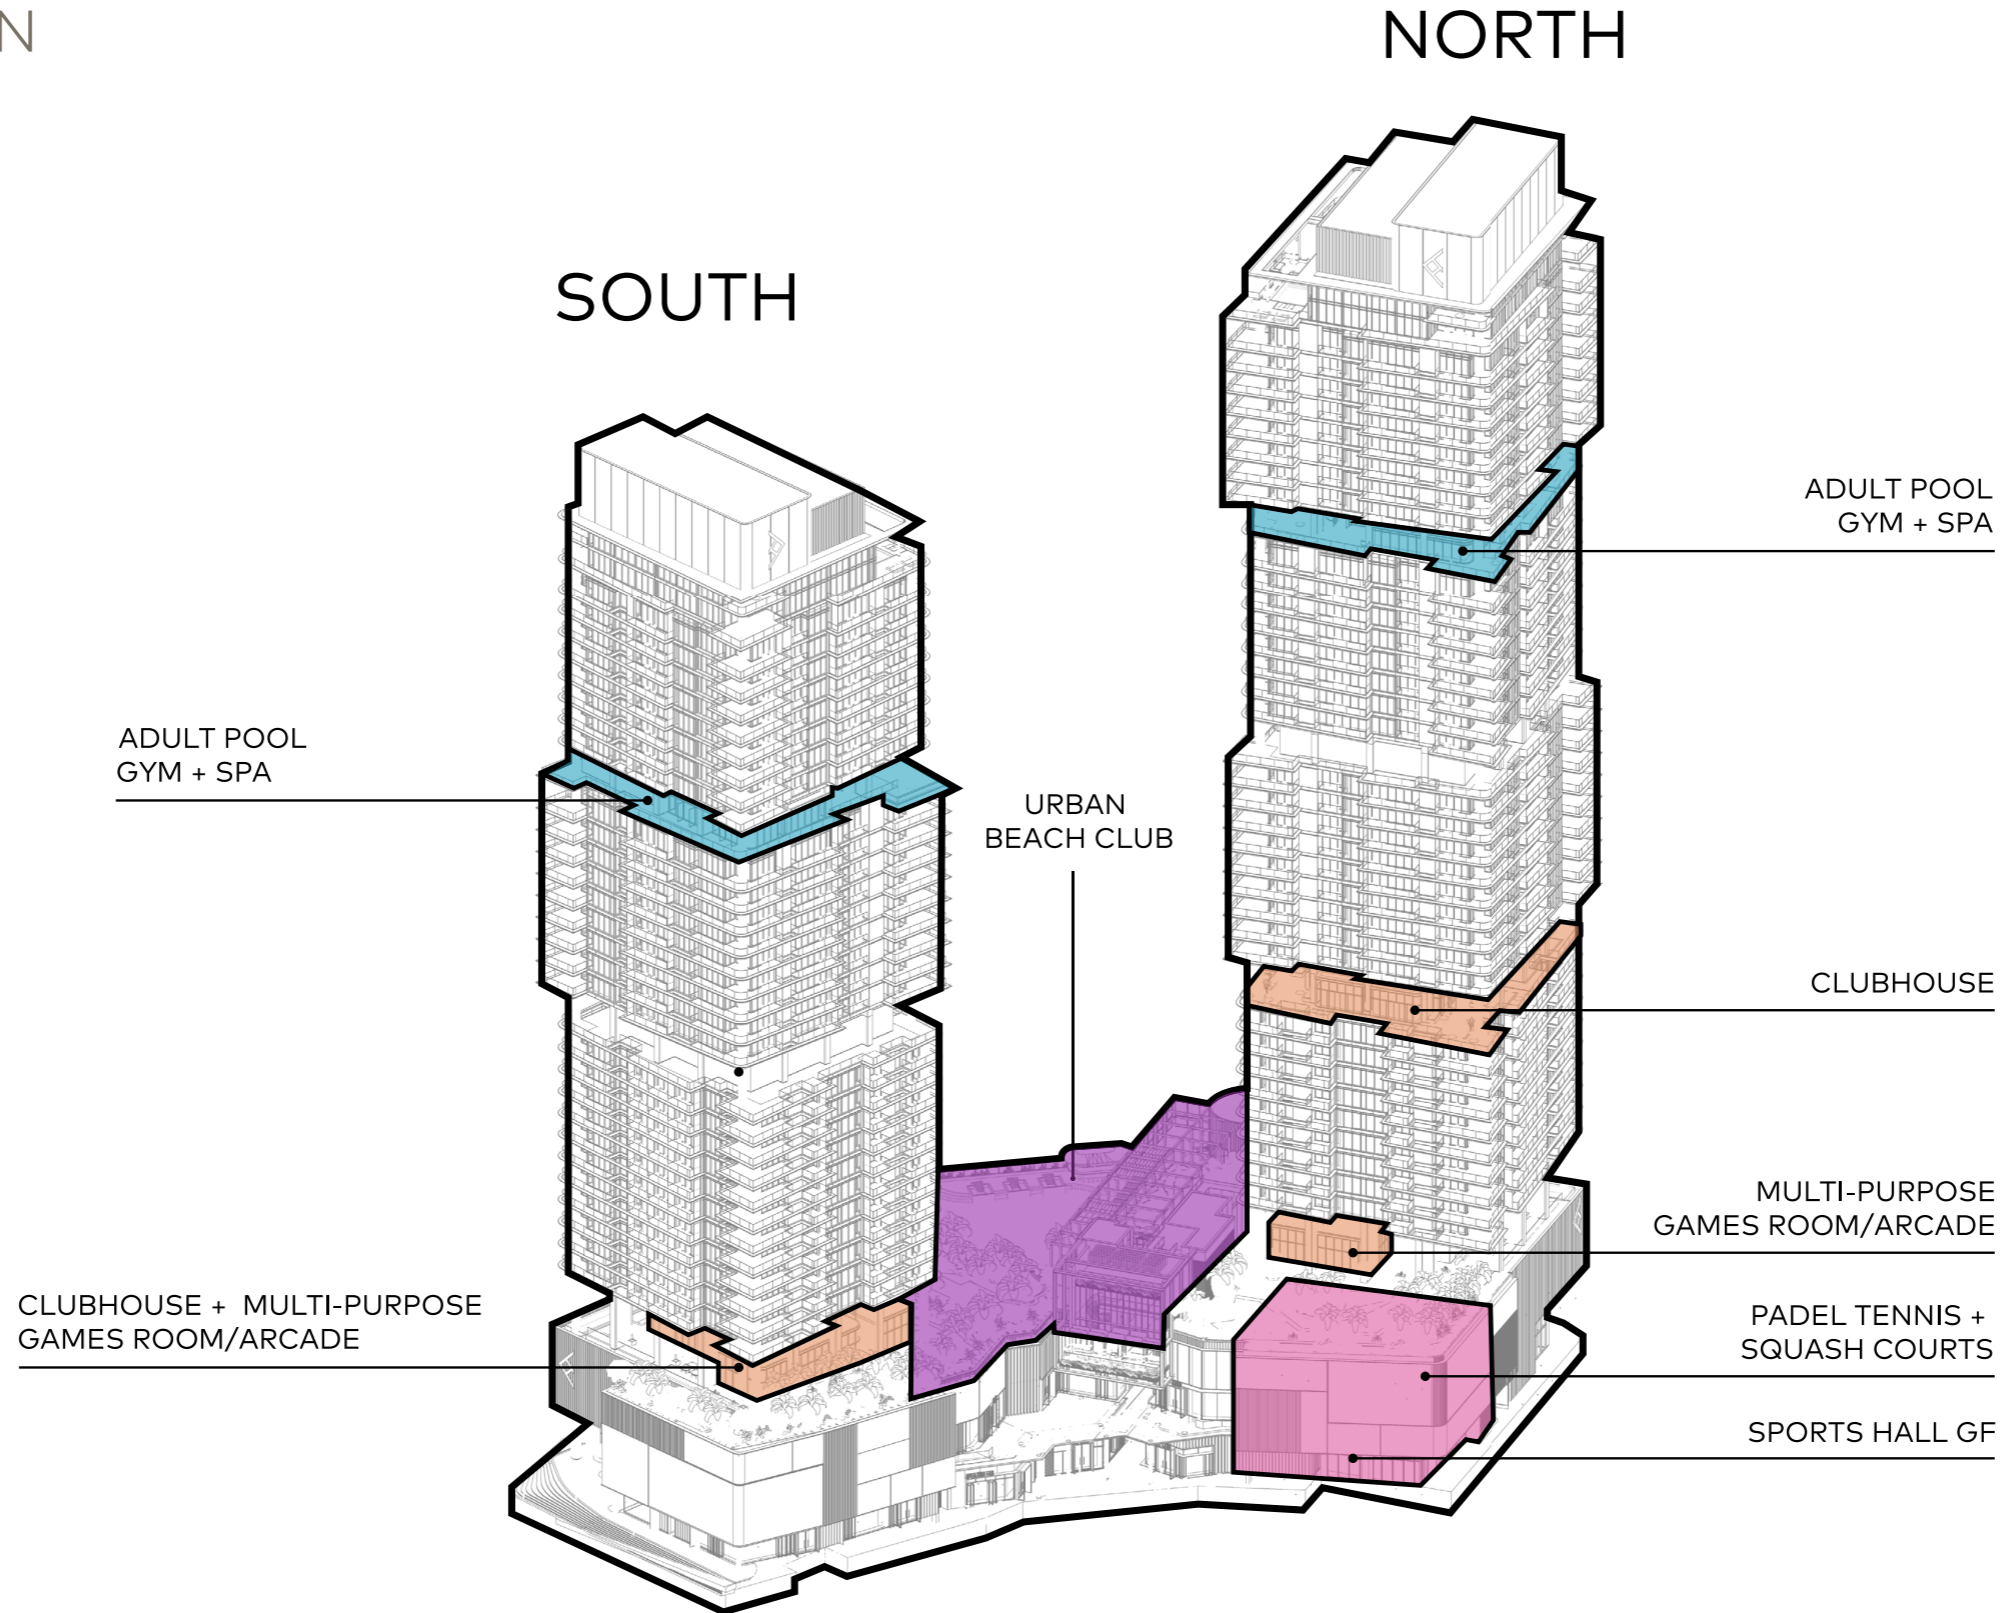 N
NORTH
SOUTH
ADULT POOL
GYM + SPA
ADULT POOL
GYM + SPA
URBAN
BEACH CLUB
CLUBHOUSE
MULTI-PURPOSE
GAMES ROOM/ARCADE
CLUBHOUSE + MULTI-PURPOSE
GAMES ROOM/ARCADE
PADEL TENNIS +
SQUASH COURTS
SPORTS HALL GF